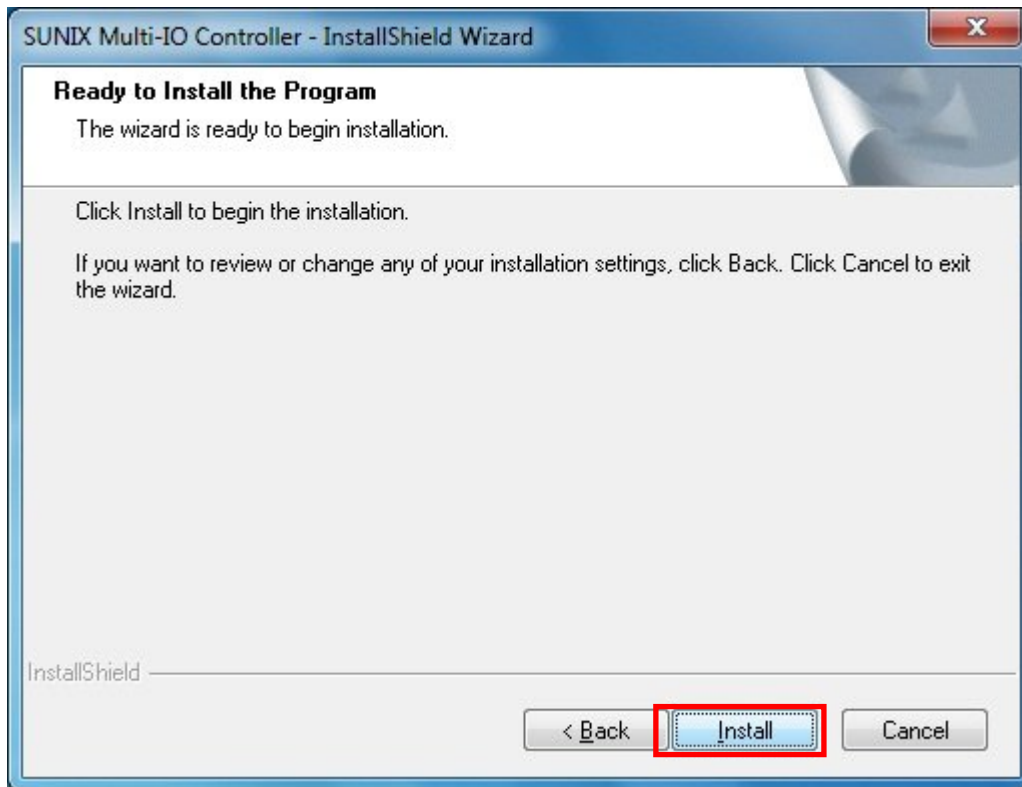 SUNIX Multi-IO Controller - InstallShield Wizard
Ready to Install the Program
The wizard is ready to begin installation.
Click Install to begin the installation.
If you want to review or change any of your installation settings, click Back. Click Cancel to exit
the wizard.
InstallShield
< Back Install Cancel